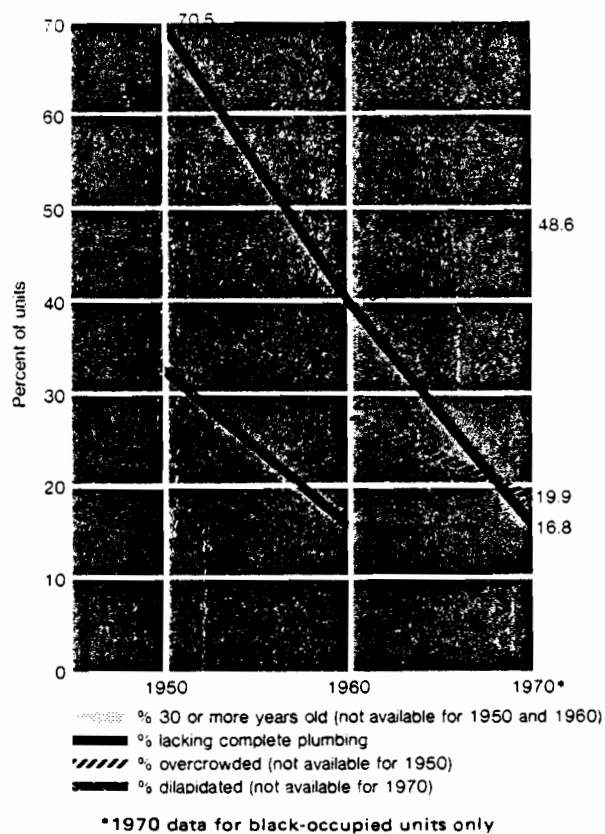 70
70.5
60
50
48.6
40
30
20
19.9
16.8
10
0
Percent of units
1950
1960
1970*
% 30 or more years old (not available for 1950 and 1960)
% lacking complete plumbing
% overcrowded (not available for 1950)
% dilapidated (not available for 1970)
*1970 data for black-occupied units only